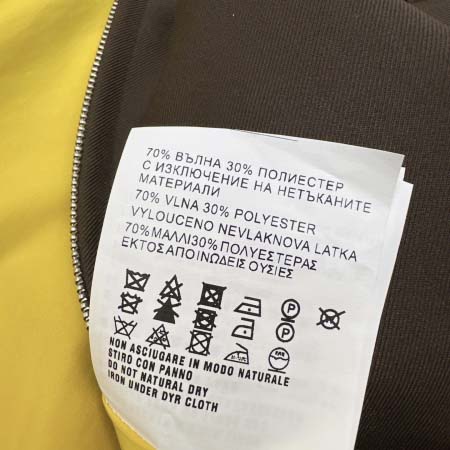 70% ВЪЛНА 30% ПОЛИЕСТЕР
С ИЗКЛЮЧЕНИЕ НА НЕТЪКАНИТЕ
МАТЕРИАЛИ
70% VLNA 30% POLYESTER
VYLOUCENO NEVLAKNOVA LATKA
70% ΜΑΛΛΙ30% ΠΟΛΥΕΣΤΕΡΑΣ
ΕΚΤΟΣ ΑΠΟ ΙΝΩΔΕΙΣ ΟΥΣΙΕΣ
NON ASCIUGARE IN MODO NATURALE
STIRO CON PANNO
DO NOT NATURAL DRY
IRON UNDER DYR CLOTH